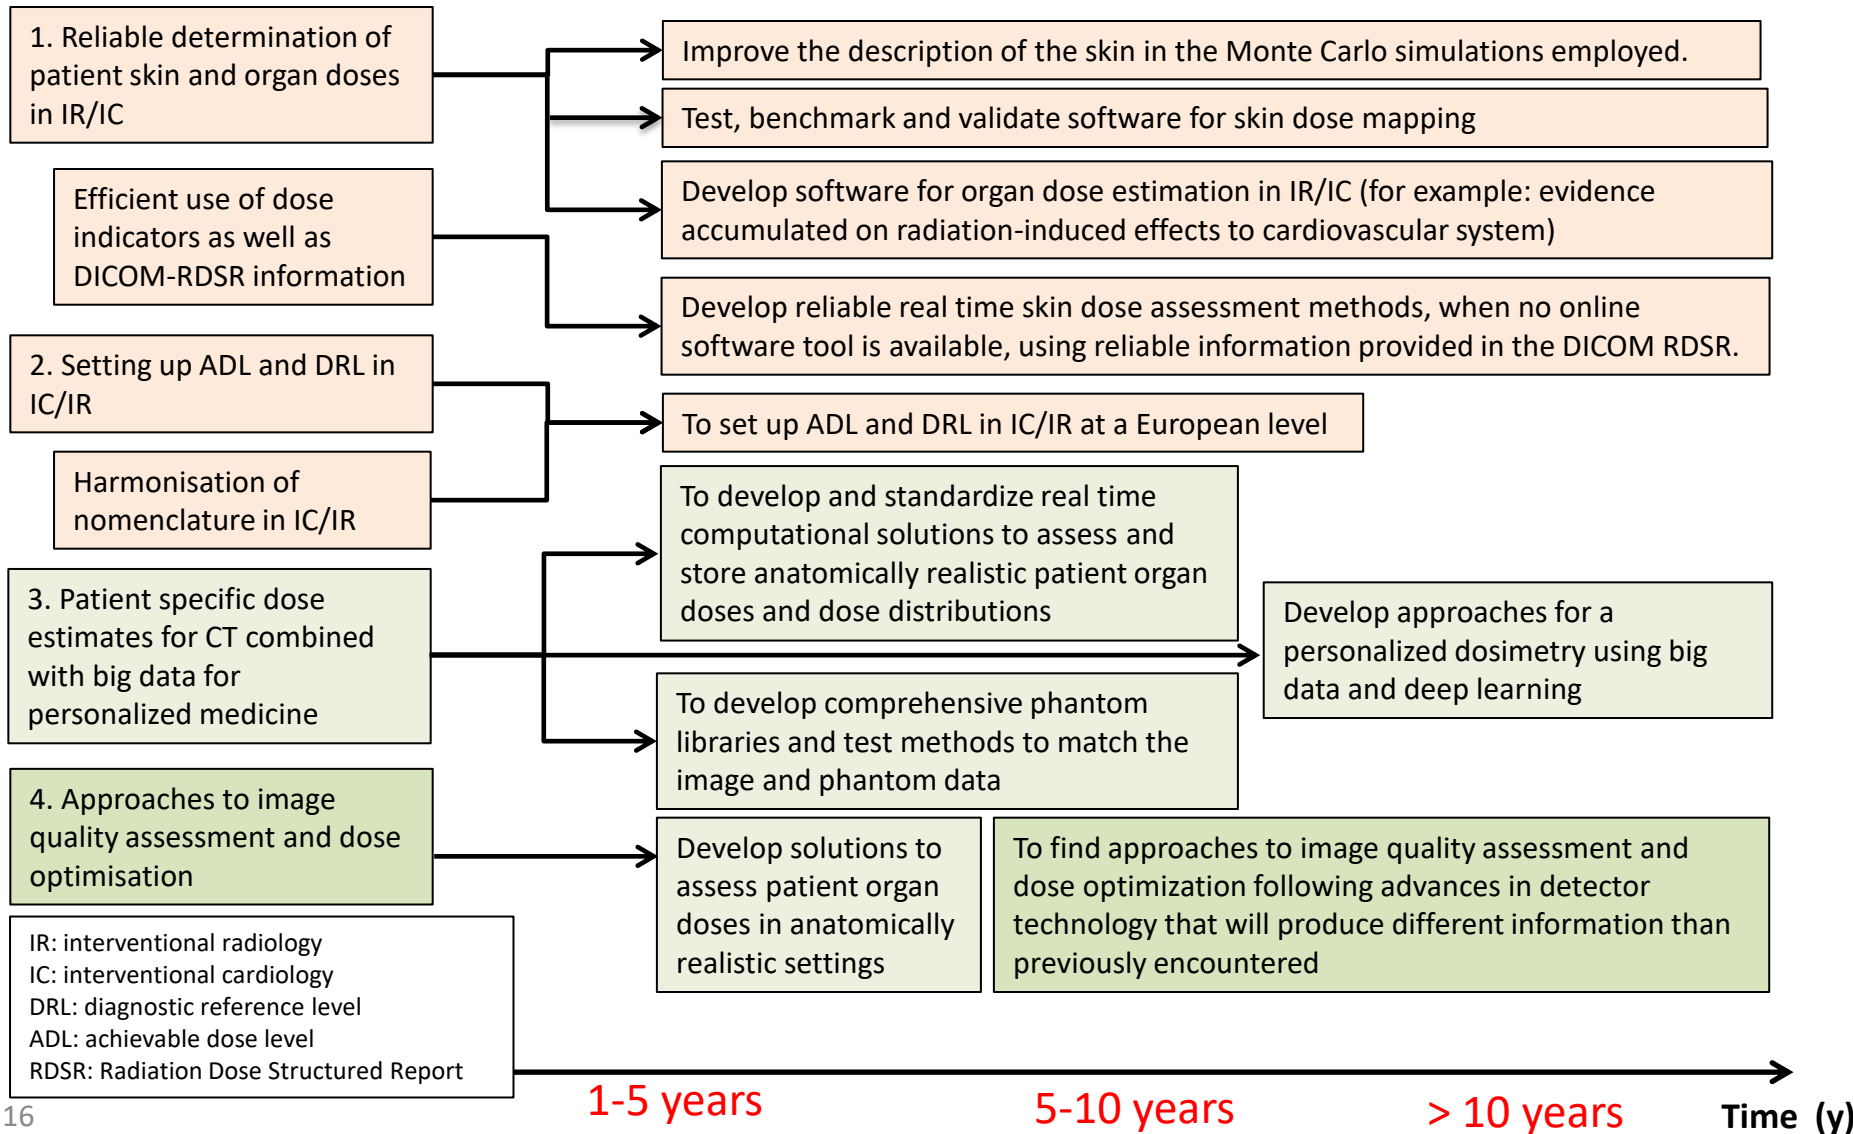 1. Reliable determination of
patient skin and organ doses
in IR/IC
Improve the description of the skin in the Monte Carlo simulations employed.
Test, benchmark and validate software for skin dose mapping
Efficient use of dose
indicators as well as
DICOM-RDSR information
Develop software for organ dose estimation in IR/IC (for example: evidence
accumulated on radiation-induced effects to cardiovascular system)
Develop reliable real time skin dose assessment methods, when no online
software tool is available, using reliable information provided in the DICOM RDSR.
2. Setting up ADL and DRL in
IC/IR
To set up ADL and DRL in IC/IR at a European level
Harmonisation of
nomenclature in IC/IR
To develop and standardize real time
computational solutions to assess and
store anatomically realistic patient organ
doses and dose distributions
3. Patient specific dose
estimates for CT combined
with big data for
personalized medicine
Develop approaches for a
personalized dosimetry using big
data and deep learning
To develop comprehensive phantom
libraries and test methods to match the
image and phantom data
4. Approaches to image
quality assessment and dose
optimisation
Develop solutions to
assess patient organ
doses in anatomically
realistic settings
To find approaches to image quality assessment and
dose optimization following advances in detector
technology that will produce different information than
previously encountered
IR: interventional radiology
IC: interventional cardiology
DRL: diagnostic reference level
ADL: achievable dose level
RDSR: Radiation Dose Structured Report
1-5 years
5-10 years
> 10 years
Time (y)
16